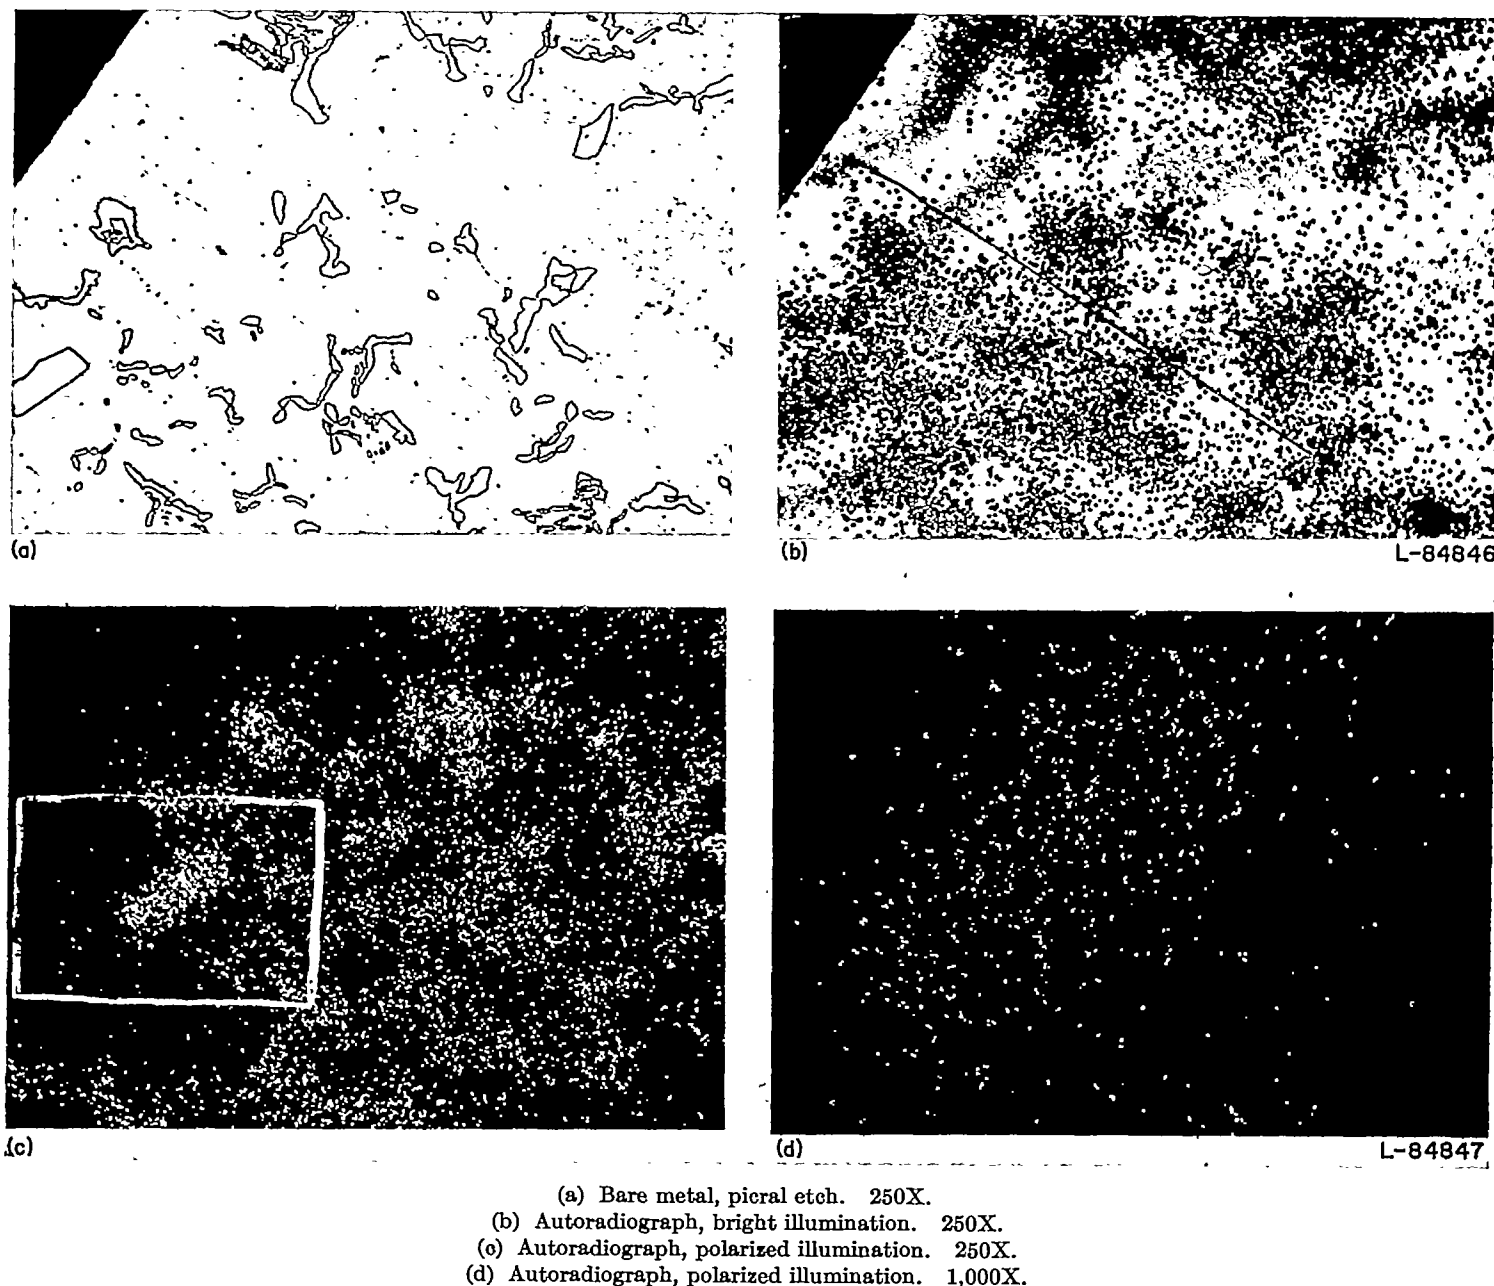 (a)
(b)
L-84846
(c)
(d)
L-84847
(a) Bare metal, picral etch. 250X.
(b) Autoradiograph, bright illumination. 250X.
(c) Autoradiograph, polarized illumination. 250X.
(d) Autoradiograph, polarized illumination. 1,000X.